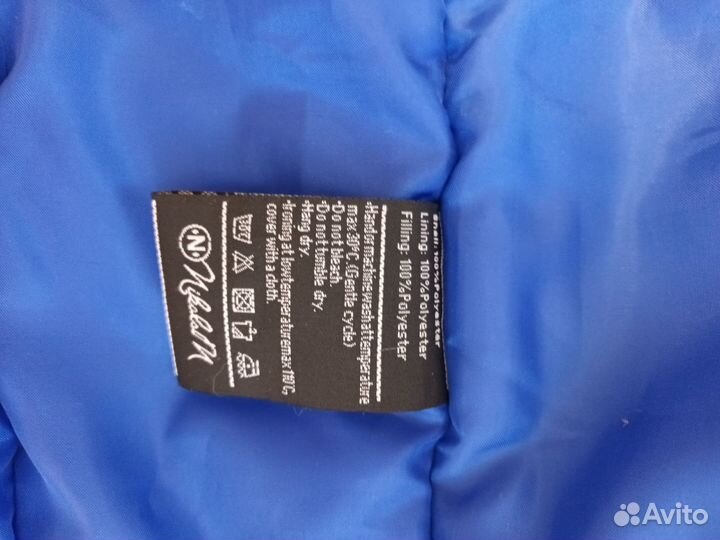 Shell: 100%Polyester
Lining: 100%Polyester
Filling: 100%Polyester
•Hand or machine wash at temperature
max 30°C. (Gentle cycle)
•Do not bleach.
•Do not tumble dry.
•Hang dry.
•Ironing at low temperature max 110°C,
cover with a cloth.
N
Avito